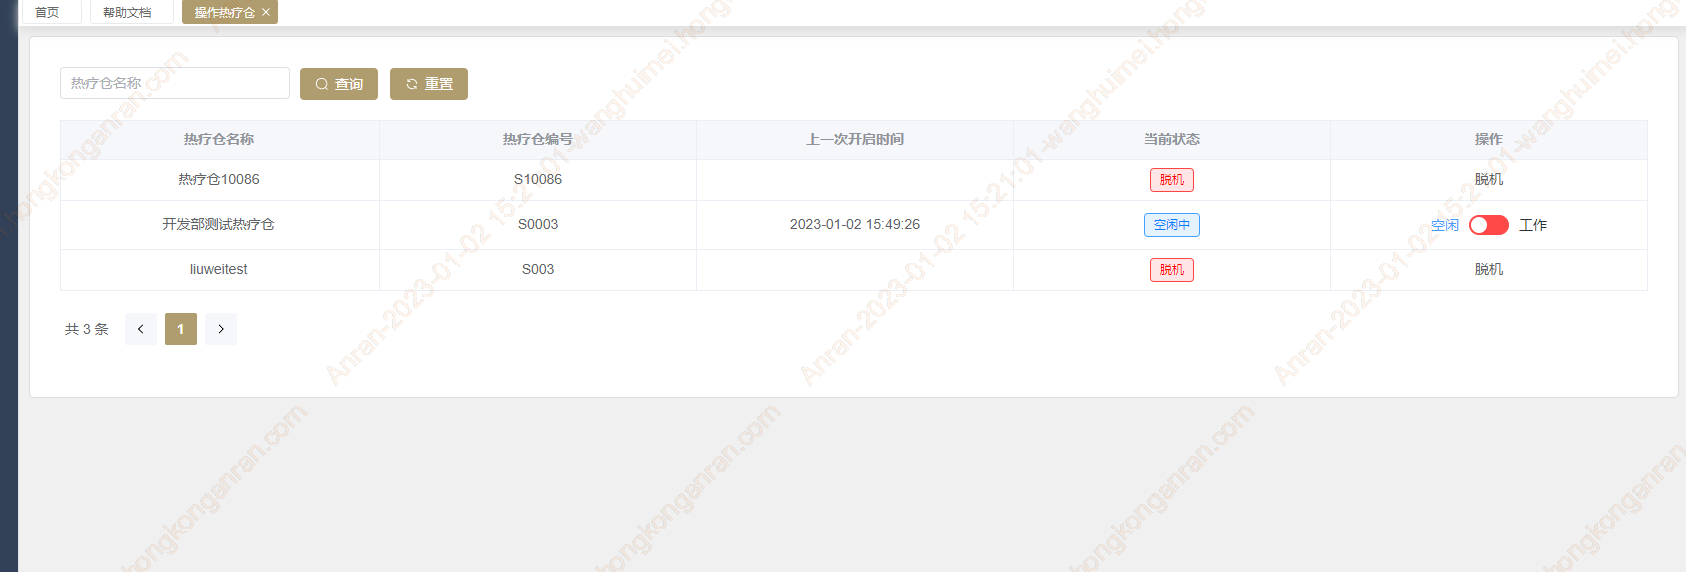 首页 帮助文档 操作热疗仓
热疗仓名称 查询 重置
热疗仓名称 热疗仓编号 上一次开启时间 当前状态 操作
热疗仓10086 S10086 脱机 脱机
开发部测试热疗仓 S0003 2023-01-02 15:49:26 空闲中 空闲 工作
liuweitest S003 脱机 脱机
共 3 条 1
Anran-2023-01-02 15:21:01-wanghuimei.hongkonganran.com